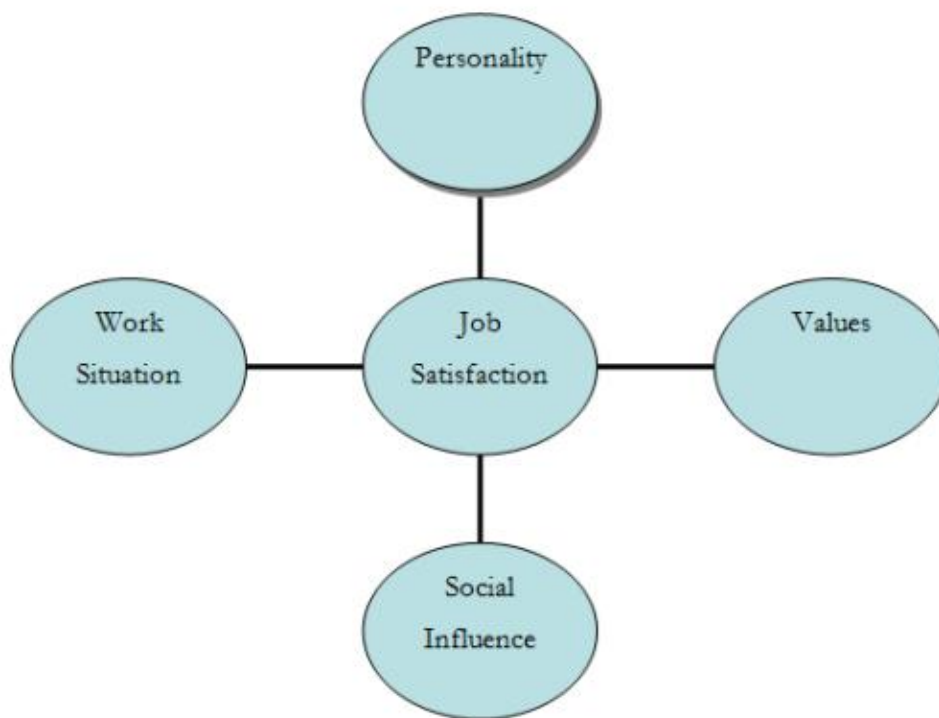 Personality
Work
Situation
Job
Satisfaction
Values
Social
Influence